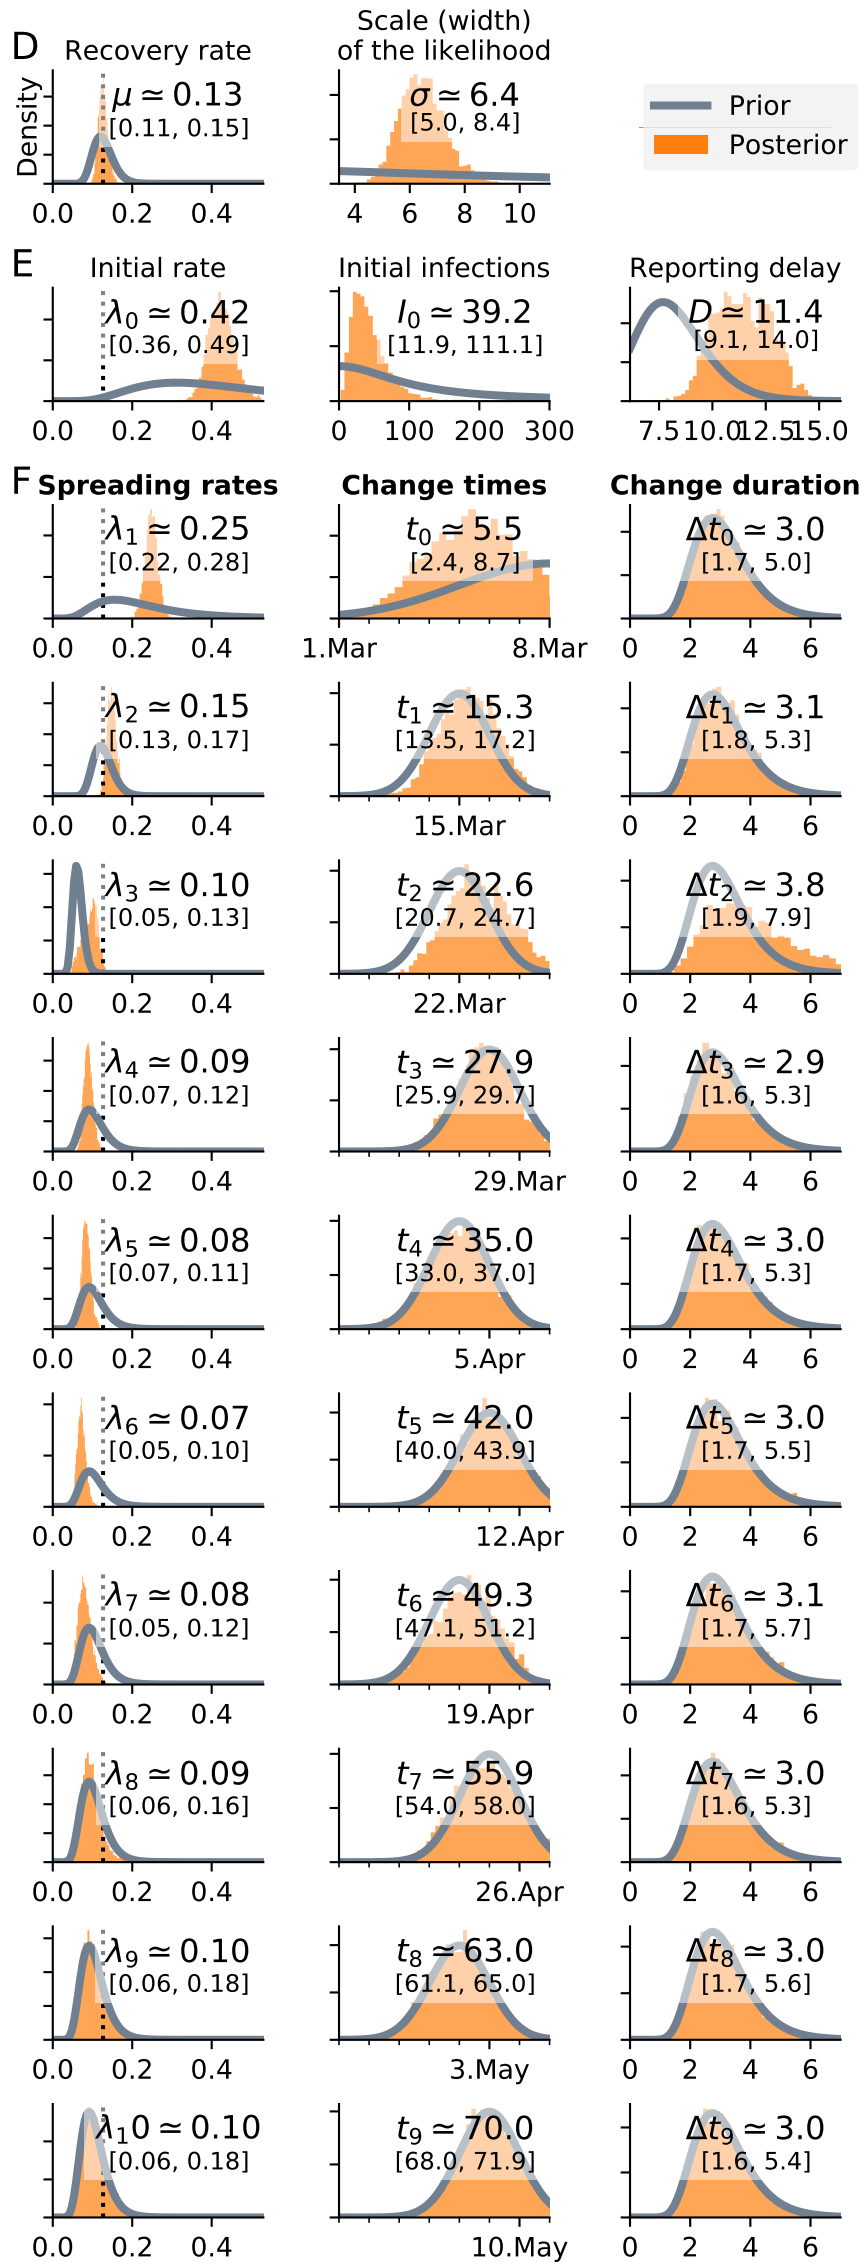 D
Recovery rate
Scale (width)
of the likelihood
Density
μ ≃ 0.13
[0.11, 0.15]
σ ≃ 6.4
[5.0, 8.4]
Prior
Posterior
0.0 0.2 0.4
4 6 8 10
E
Initial rate
Initial infections
Reporting delay
λ0 ≃ 0.42
[0.36, 0.49]
I0 ≃ 39.2
[11.9, 111.1]
D ≃ 11.4
[9.1, 14.0]
0.0 0.2 0.4
0 100 200 300
7.5 10.0 12.5 15.0
F
Spreading rates
Change times
Change duration
λ1 ≃ 0.25
[0.22, 0.28]
t0 ≃ 5.5
[2.4, 8.7]
Δt0 ≃ 3.0
[1.7, 5.0]
0.0 0.2 0.4
1.Mar 8.Mar
0 2 4 6
λ2 ≃ 0.15
[0.13, 0.17]
t1 ≃ 15.3
[13.5, 17.2]
Δt1 ≃ 3.1
[1.8, 5.3]
0.0 0.2 0.4
15.Mar
0 2 4 6
λ3 ≃ 0.10
[0.05, 0.13]
t2 ≃ 22.6
[20.7, 24.7]
Δt2 ≃ 3.8
[1.9, 7.9]
0.0 0.2 0.4
22.Mar
0 2 4 6
λ4 ≃ 0.09
[0.07, 0.12]
t3 ≃ 27.9
[25.9, 29.7]
Δt3 ≃ 2.9
[1.6, 5.3]
0.0 0.2 0.4
29.Mar
0 2 4 6
λ5 ≃ 0.08
[0.07, 0.11]
t4 ≃ 35.0
[33.0, 37.0]
Δt4 ≃ 3.0
[1.7, 5.3]
0.0 0.2 0.4
5.Apr
0 2 4 6
λ6 ≃ 0.07
[0.05, 0.10]
t5 ≃ 42.0
[40.0, 43.9]
Δt5 ≃ 3.0
[1.7, 5.5]
0.0 0.2 0.4
12.Apr
0 2 4 6
λ7 ≃ 0.08
[0.05, 0.12]
t6 ≃ 49.3
[47.1, 51.2]
Δt6 ≃ 3.1
[1.7, 5.7]
0.0 0.2 0.4
19.Apr
0 2 4 6
λ8 ≃ 0.09
[0.06, 0.16]
t7 ≃ 55.9
[54.0, 58.0]
Δt7 ≃ 3.0
[1.6, 5.3]
0.0 0.2 0.4
26.Apr
0 2 4 6
λ9 ≃ 0.10
[0.06, 0.18]
t8 ≃ 63.0
[61.1, 65.0]
Δt8 ≃ 3.0
[1.7, 5.6]
0.0 0.2 0.4
3.May
0 2 4 6
λ10 ≃ 0.10
[0.06, 0.18]
t9 ≃ 70.0
[68.0, 71.9]
Δt9 ≃ 3.0
[1.6, 5.4]
0.0 0.2 0.4
10.May
0 2 4 6